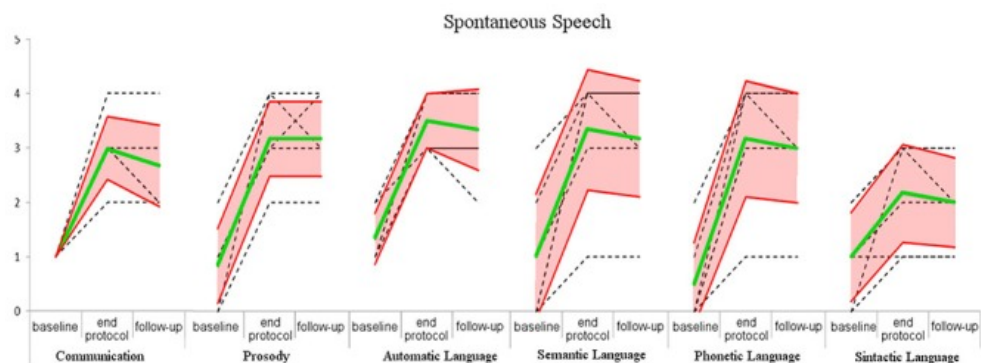 Spontaneous Speech
5
4
3
2
1
0
baseline end protocol follow-up baseline end protocol follow-up baseline end protocol follow-up baseline end protocol follow-up baseline end protocol follow-up baseline end protocol follow-up
Communication Prosody Automatic Language Semantic Language Phonetic Language Sintactic Language